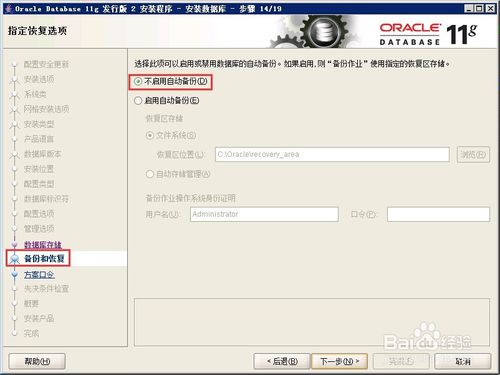 Oracle Database 11g 发行版 2 安装程序 - 安装数据库 - 步骤 14/19
指定恢复选项
ORACLE
DATABASE
11g
配置安全更新
安装选项
系统类
网格安装选项
安装类型
产品语言
数据库版本
安装位置
配置类型
数据库标识符
配置选项
管理选项
数据库存储
备份和恢复
方案口令
先决条件检查
概要
安装产品
完成
选择此项可以启用或禁用数据库的自动备份。如果启用,则"备份作业"使用指定的恢复区存储。
不启用自动备份(D)
启用自动备份(E)
恢复区存储
文件系统(S)
恢复区位置(L):
C:\Oracle\recovery_area
浏览(R)
自动存储管理(A)
备份作业操作系统身份证明
用户名(U):
Administrator
口令(P):
帮助(H)
< 后退(B)
下一步(N) >
完成(F)
取消
Baidu 经验